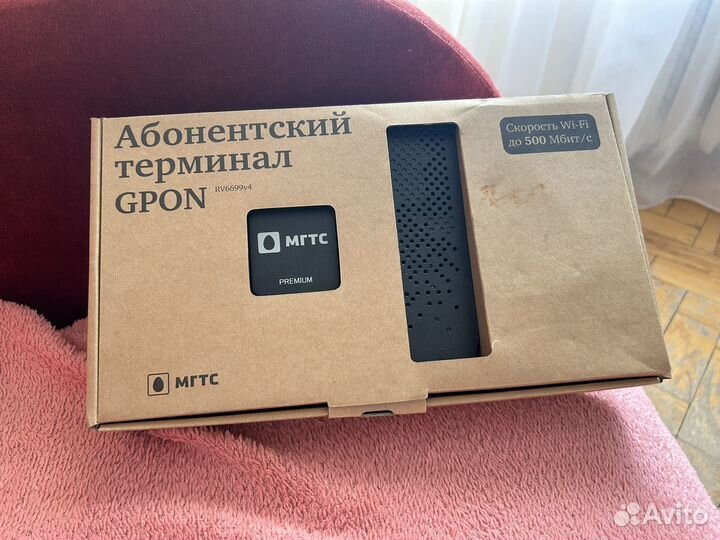 Абонентский
терминал
GPON RV6699v4
Скорость Wi-Fi
до 500 Мбит/с
МГТС
PREMIUM
МГТС
Avito